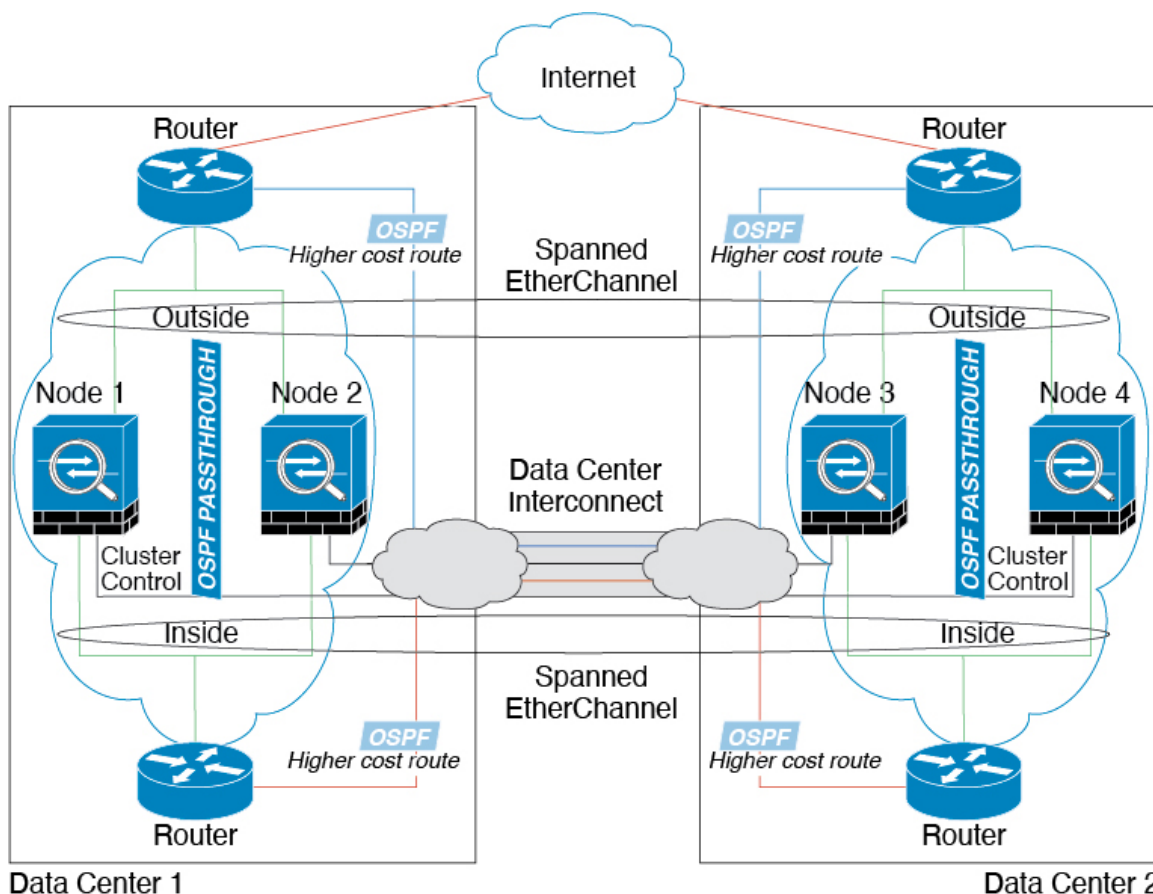 Internet
Router
Router
OSPF
Higher cost route
Spanned
EtherChannel
OSPF
Higher cost route
Outside
Outside
Node 1
OSPF PASSTHROUGH
Node 2
Node 3
OSPF PASSTHROUGH
Node 4
Data Center
Interconnect
Cluster
Control
Cluster
Control
Inside
Inside
Spanned
EtherChannel
OSPF
Higher cost route
OSPF
Higher cost route
Router
Router
Data Center 1
Data Center 2